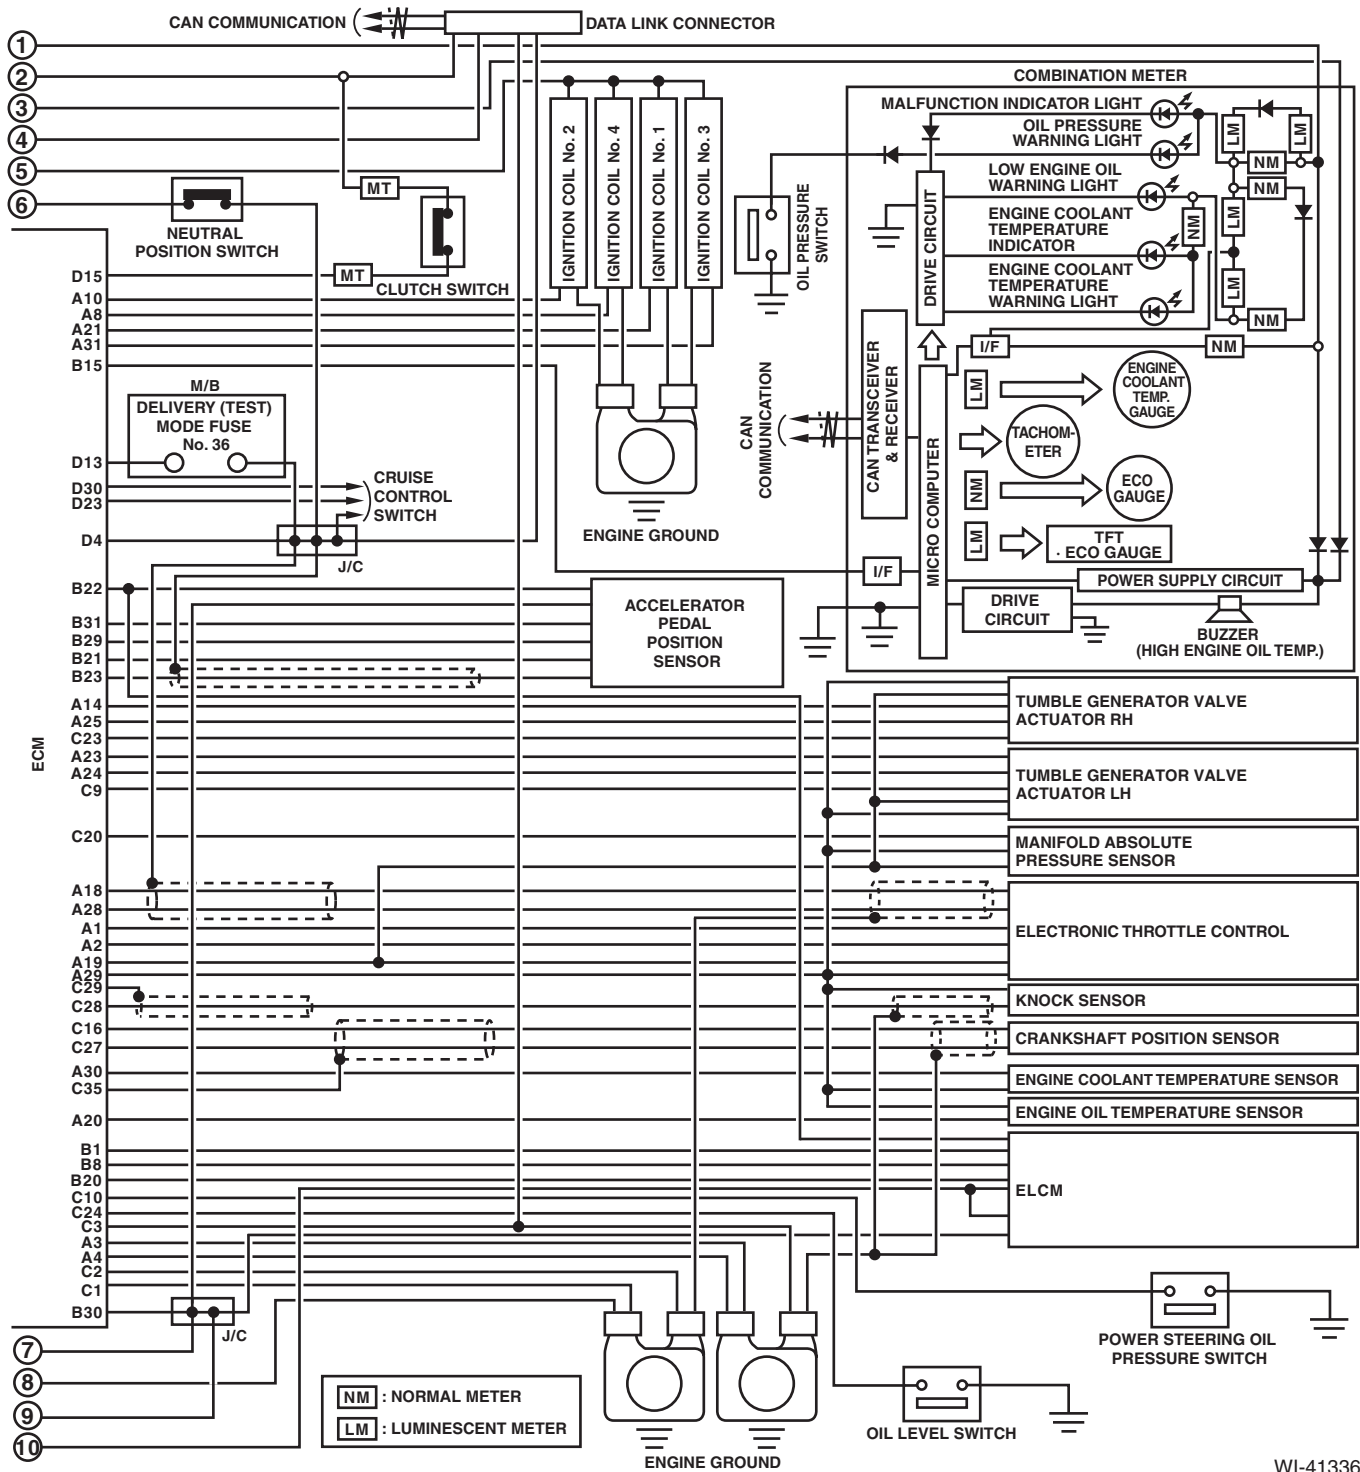 CAN COMMUNICATION
DATA LINK CONNECTOR
1
2
3
4
5
6
NEUTRAL
POSITION SWITCH
MT
MT
CLUTCH SWITCH
IGNITION COIL No. 2
IGNITION COIL No. 4
IGNITION COIL No. 1
IGNITION COIL No. 3
OIL PRESSURE
SWITCH
COMBINATION METER
MALFUNCTION INDICATOR LIGHT
OIL PRESSURE
WARNING LIGHT
LOW ENGINE OIL
WARNING LIGHT
ENGINE COOLANT
TEMPERATURE
INDICATOR
ENGINE COOLANT
TEMPERATURE
WARNING LIGHT
DRIVE CIRCUIT
LM
LM
NM
NM
LM
NM
LM
NM
I/F
NM
CAN TRANSCEIVER
& RECEIVER
CAN
COMMUNICATION
MICRO COMPUTER
LM
ENGINE
COOLANT
TEMP.
GAUGE
TACHOM-
ETER
NM
ECO
GAUGE
LM
TFT
· ECO GAUGE
I/F
POWER SUPPLY CIRCUIT
DRIVE
CIRCUIT
BUZZER
(HIGH ENGINE OIL TEMP.)
D15
A10
A8
A21
A31
B15
M/B
DELIVERY (TEST)
MODE FUSE
No. 36
D13
D30
D23
CRUISE
CONTROL
SWITCH
D4
J/C
ENGINE GROUND
B22
B31
B29
B21
B23
ACCELERATOR
PEDAL
POSITION
SENSOR
ECM
A14
A25
C23
A23
A24
C9
C20
A18
A28
A1
A2
A19
A29
C29
C28
C16
C27
A30
C35
A20
B1
B8
B20
C10
C24
C3
A3
A4
C2
C1
B30
J/C
TUMBLE GENERATOR VALVE
ACTUATOR RH
TUMBLE GENERATOR VALVE
ACTUATOR LH
MANIFOLD ABSOLUTE
PRESSURE SENSOR
ELECTRONIC THROTTLE CONTROL
KNOCK SENSOR
CRANKSHAFT POSITION SENSOR
ENGINE COOLANT TEMPERATURE SENSOR
ENGINE OIL TEMPERATURE SENSOR
ELCM
POWER STEERING OIL
PRESSURE SWITCH
OIL LEVEL SWITCH
7
8
9
10
NM : NORMAL METER
LM : LUMINESCENT METER
ENGINE GROUND
WI-41336